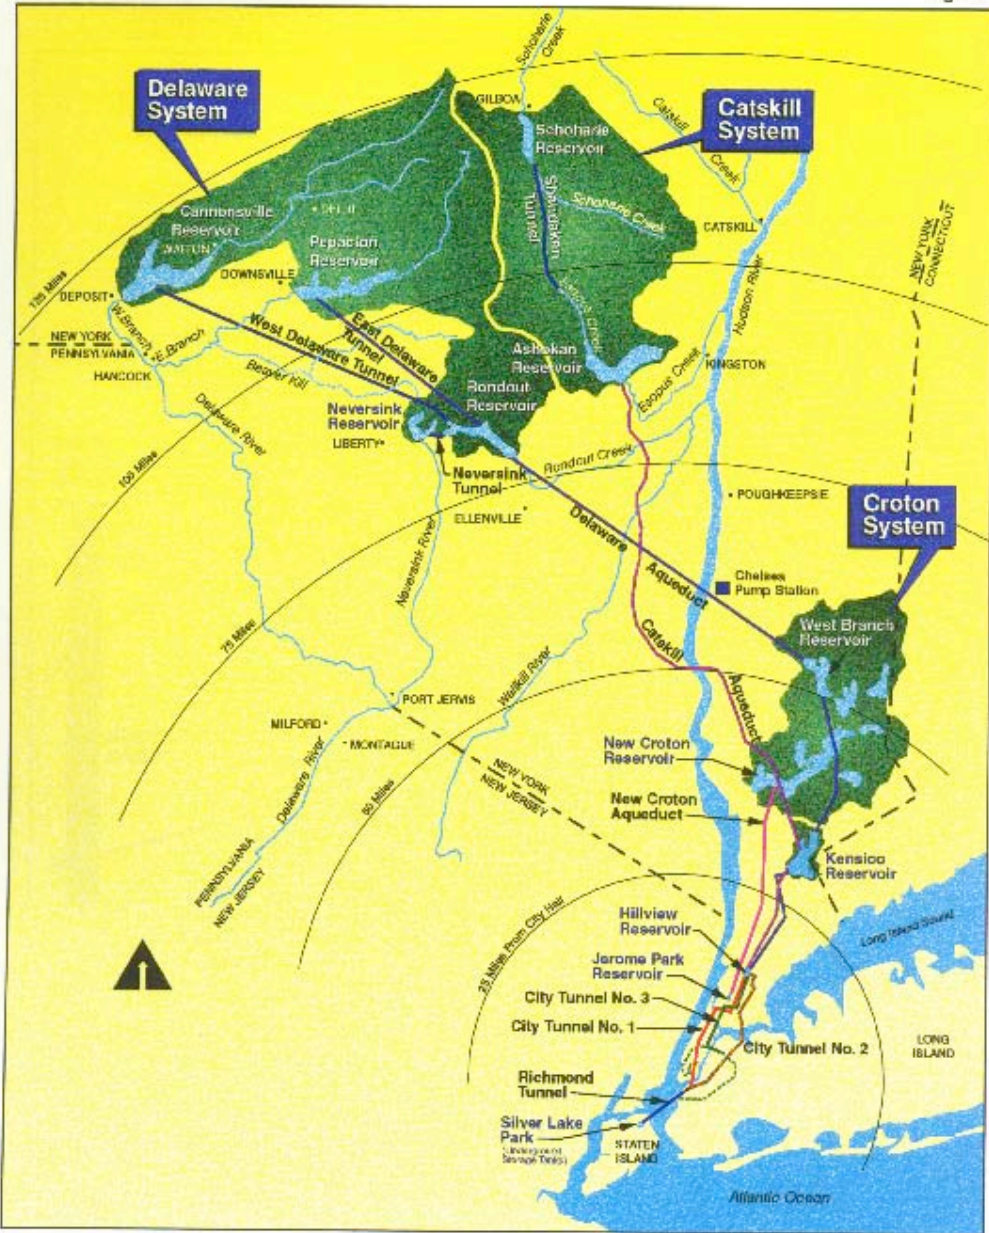 Delaware
System
Catskill
System
Croton
System
Schoharie
Creek
GILBOA
Schoharie
Reservoir
Catskill
Creek
Shandaken
Tunnel
Schoharie Creek
CATSKILL
NEW YORK
CONNECTICUT
Cannonsville
Reservoir
WALTON
DELHI
Pepacton
Reservoir
DOWNSVILLE
125 Miles
DEPOSIT
NEW YORK
PENNSYLVANIA
W. Branch
E. Branch
HANCOCK
West Delaware Tunnel
East Delaware
Tunnel
Beaver Kill
Esopus Creek
Ashokan
Reservoir
Rondout
Reservoir
Hudson River
Esopus Creek
KINGSTON
Neversink
Reservoir
LIBERTY
Delaware River
100 Miles
Neversink
Tunnel
Rondout Creek
ELLENVILLE
POUGHKEEPSIE
Delaware
Aqueduct
Chelsea
Pump Station
Neversink River
75 Miles
West Branch
Reservoir
Catskill
Aqueduct
Wallkill River
PORT JERVIS
MILFORD
MONTAGUE
Delaware River
50 Miles
NEW YORK
NEW JERSEY
New Croton
Reservoir
New Croton
Aqueduct
PENNSYLVANIA
NEW JERSEY
Kensico
Reservoir
25 Miles From City Hall
Hillview
Reservoir
Long Island Sound
Jerome Park
Reservoir
City Tunnel No. 3
City Tunnel No. 1
City Tunnel No. 2
LONG
ISLAND
Richmond
Tunnel
Silver Lake
Park
(Underground
Storage Tanks)
STATEN
ISLAND
Atlantic Ocean